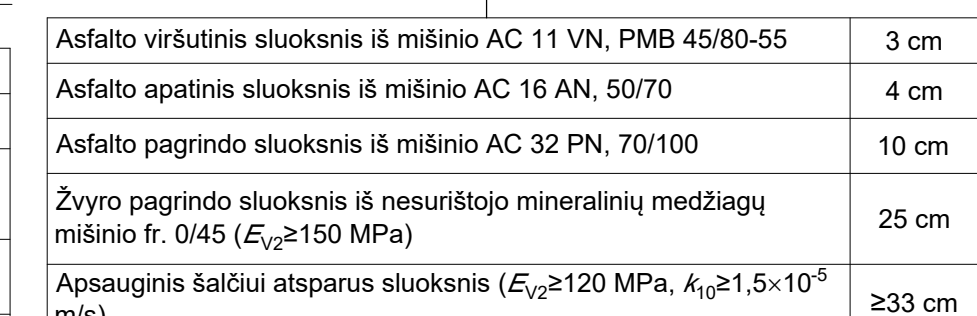 Asfalto viršutinis sluoksnis iš mišinio AC 11 VN, PMB 45/80-55 3 cm
Asfalto apatinis sluoksnis iš mišinio AC 16 AN, 50/70 4 cm
Asfalto pagrindo sluoksnis iš mišinio AC 32 PN, 70/100 10 cm
Žvyro pagrindo sluoksnis iš nesurištojo mineralinių medžiagų
mišinio fr. 0/45 (E_V2≥150 MPa) 25 cm
Apsauginis šalčiui atsparus sluoksnis (E_V2≥120 MPa, k_10≥1,5×10^-5
m/s) ≥33 cm